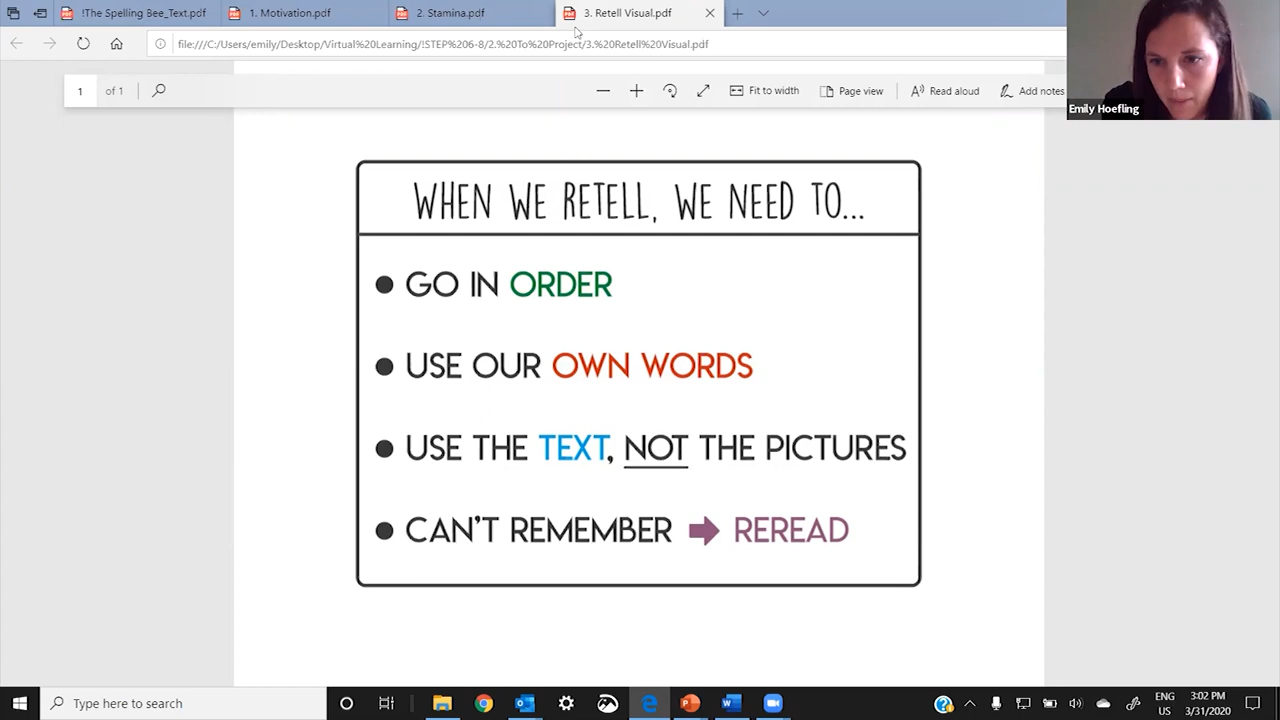 !The Spelling Bee_Text.pdf
1. Motivation.pdf
2. Stamina.pdf
3. Retell Visual.pdf
file:///C:/Users/emily/Desktop/Virtual%20Learning/!STEP%206-8/2.%20To%20Project/3.%20Retell%20Visual.pdf
1 of 1
Fit to width
Page view
Read aloud
Add notes
Emily Hoefling
WHEN WE RETELL, WE NEED TO...
● GO IN ORDER
● USE OUR OWN WORDS
● USE THE TEXT, NOT THE PICTURES
● CAN'T REMEMBER ➡ REREAD
Type here to search
ENG
US
3:02 PM
3/31/2020